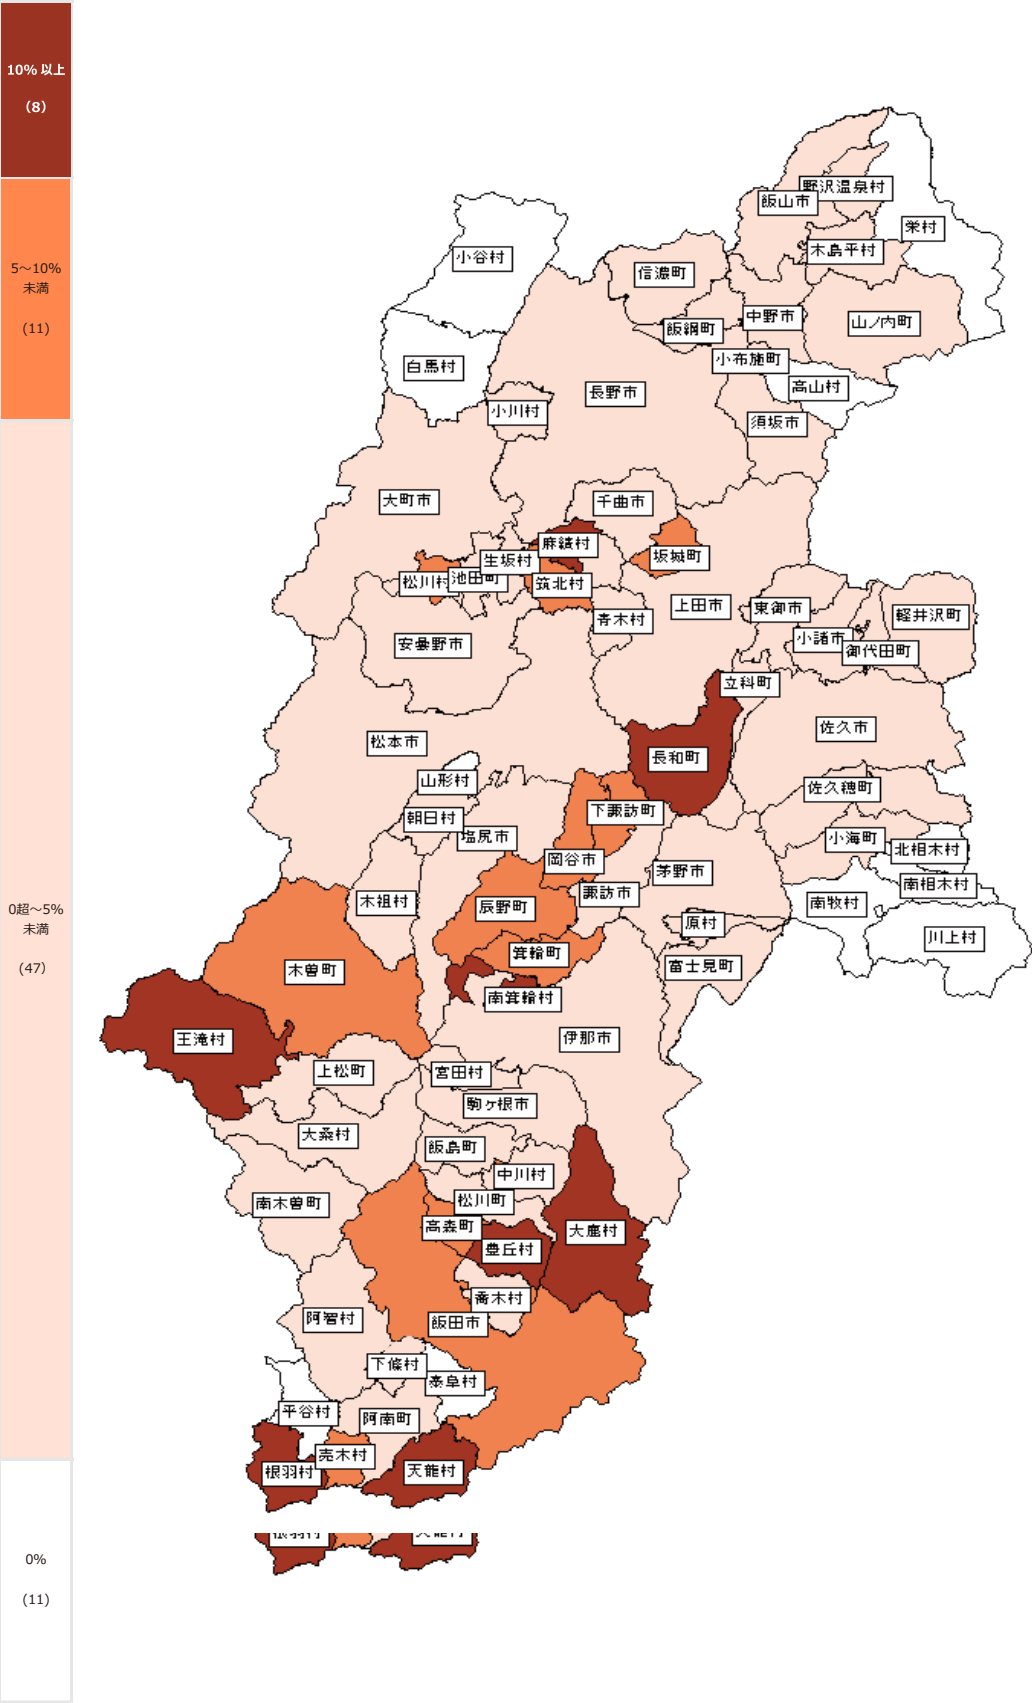 10% 以上
(8)
5～10%
未満
(11)
0超～5%
未満
(47)
0%
(11)
野沢温泉村
飯山市
栄村
木島平村
小谷村
信濃町
中野市
山ノ内町
飯綱町
小布施町
白馬村
高山村
長野市
小川村
須坂市
大町市
千曲市
麻績村
坂城町
生坂村
松川村
池田町
筑北村
上田市
東御市
軽井沢町
青木村
小諸市
安曇野市
御代田町
立科町
佐久市
松本市
長和町
山形村
佐久穂町
下諏訪町
朝日村
塩尻市
小海町
北相木村
岡谷市
茅野市
南相木村
諏訪市
木祖村
辰野町
南牧村
原村
川上村
箕輪町
富士見町
木曽町
南箕輪村
王滝村
伊那市
上松町
宮田村
駒ヶ根市
大桑村
飯島町
中川村
南木曽町
松川町
高森町
大鹿村
豊丘村
喬木村
阿智村
飯田市
下條村
泰阜村
平谷村
阿南町
売木村
根羽村
天龍村
根羽村
天龍村